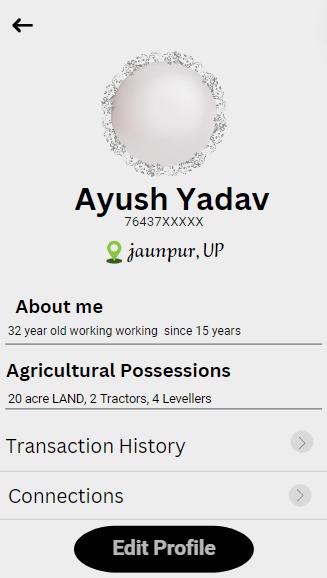 Ayush Yadav
76437XXXXX
jaunpur, UP
About me
32 year old working working since 15 years
Agricultural Possessions
20 acre LAND, 2 Tractors, 4 Levellers
Transaction History
Connections
Edit Profile